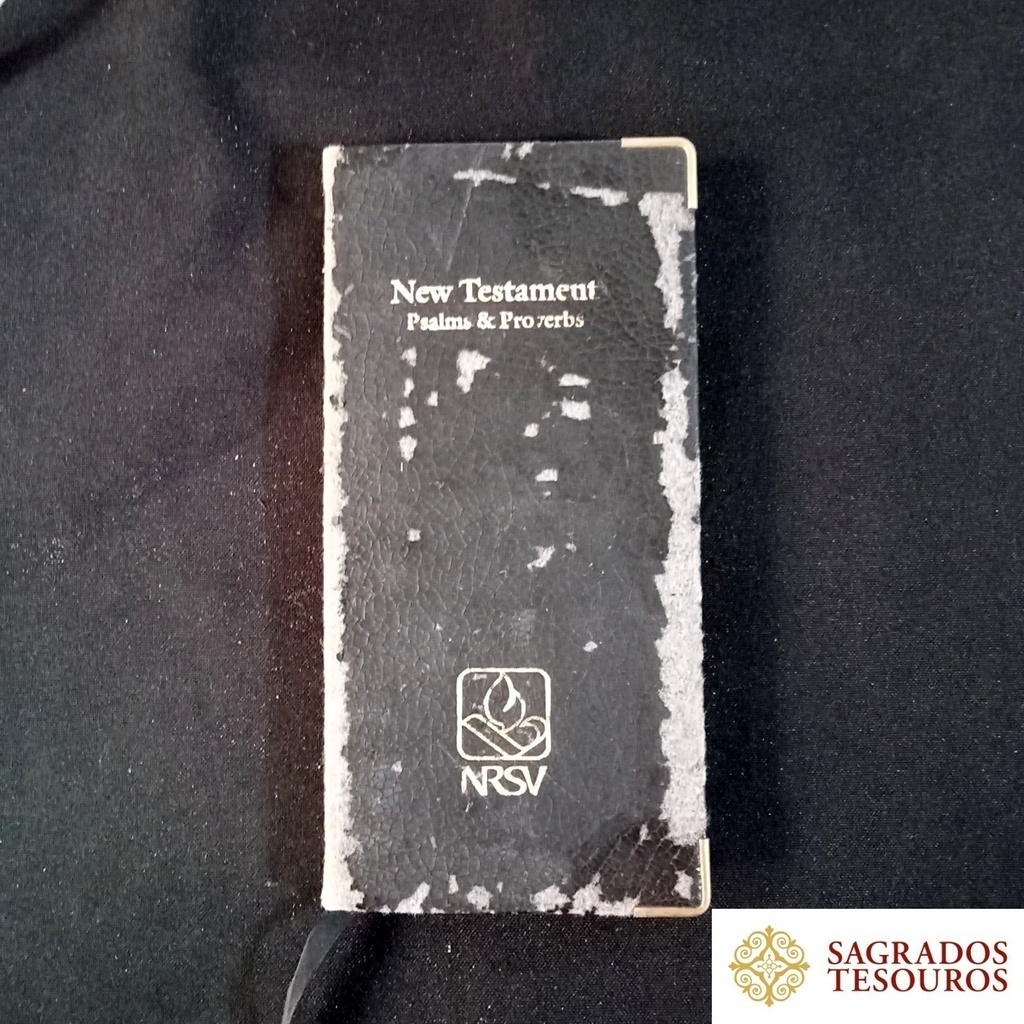 New Testament
Psalms & Proverbs
NRSV
SAGRADOS
TESOUROS